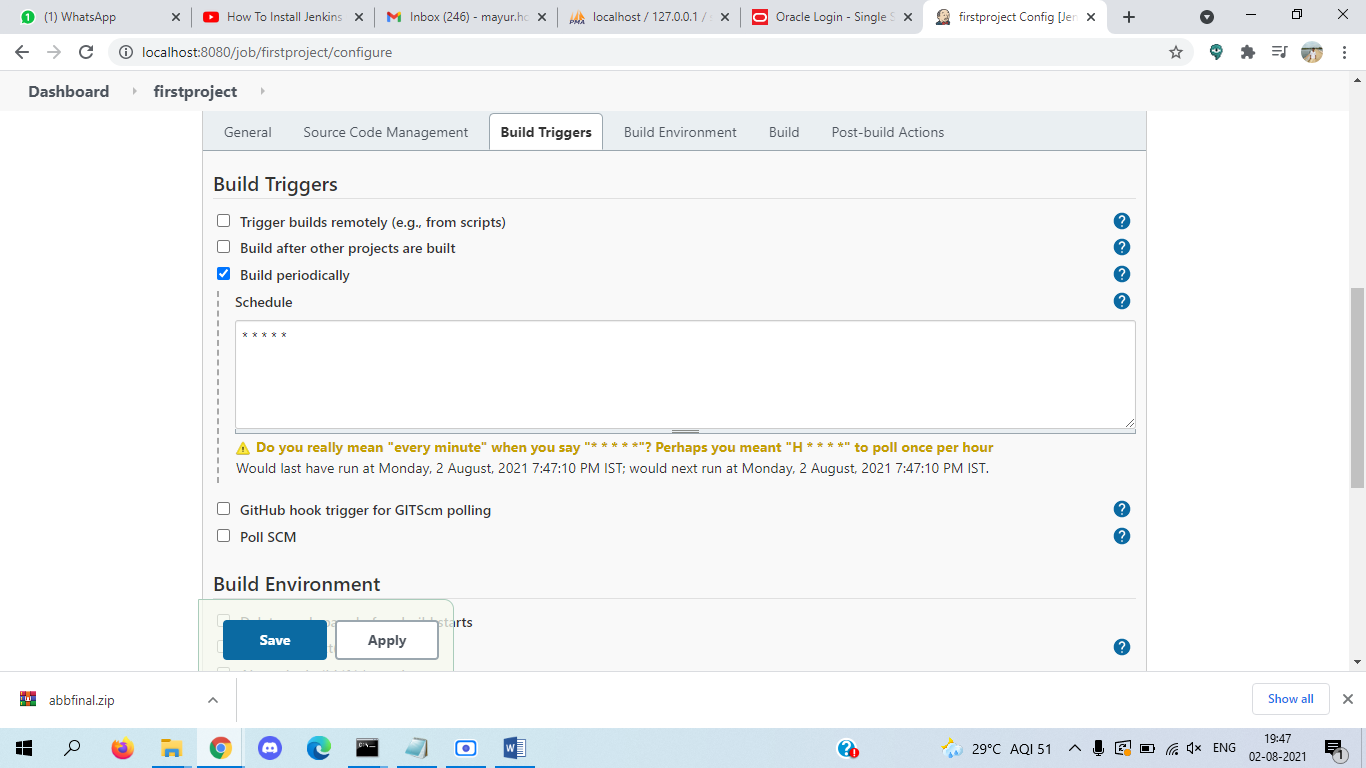 (1) WhatsApp
How To Install Jenkins
Inbox (246) - mayur.hc
localhost / 127.0.0.1 /
Oracle Login - Single S
firstproject Config [Jen
localhost:8080/job/firstproject/configure
Dashboard firstproject
General Source Code Management Build Triggers Build Environment Build Post-build Actions
Build Triggers
Trigger builds remotely (e.g., from scripts)
Build after other projects are built
Build periodically
Schedule
* * * * *
Do you really mean "every minute" when you say "* * * * *"? Perhaps you meant "H * * * *" to poll once per hour
Would last have run at Monday, 2 August, 2021 7:47:10 PM IST; would next run at Monday, 2 August, 2021 7:47:10 PM IST.
GitHub hook trigger for GITScm polling
Poll SCM
Build Environment
starts
Save Apply
abbfinal.zip
Show all
29°C AQI 51
ENG
19:47
02-08-2021
1